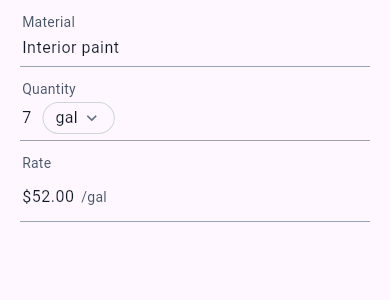 Material
Interior paint
Quantity
7 gal
Rate
$52.00 /gal